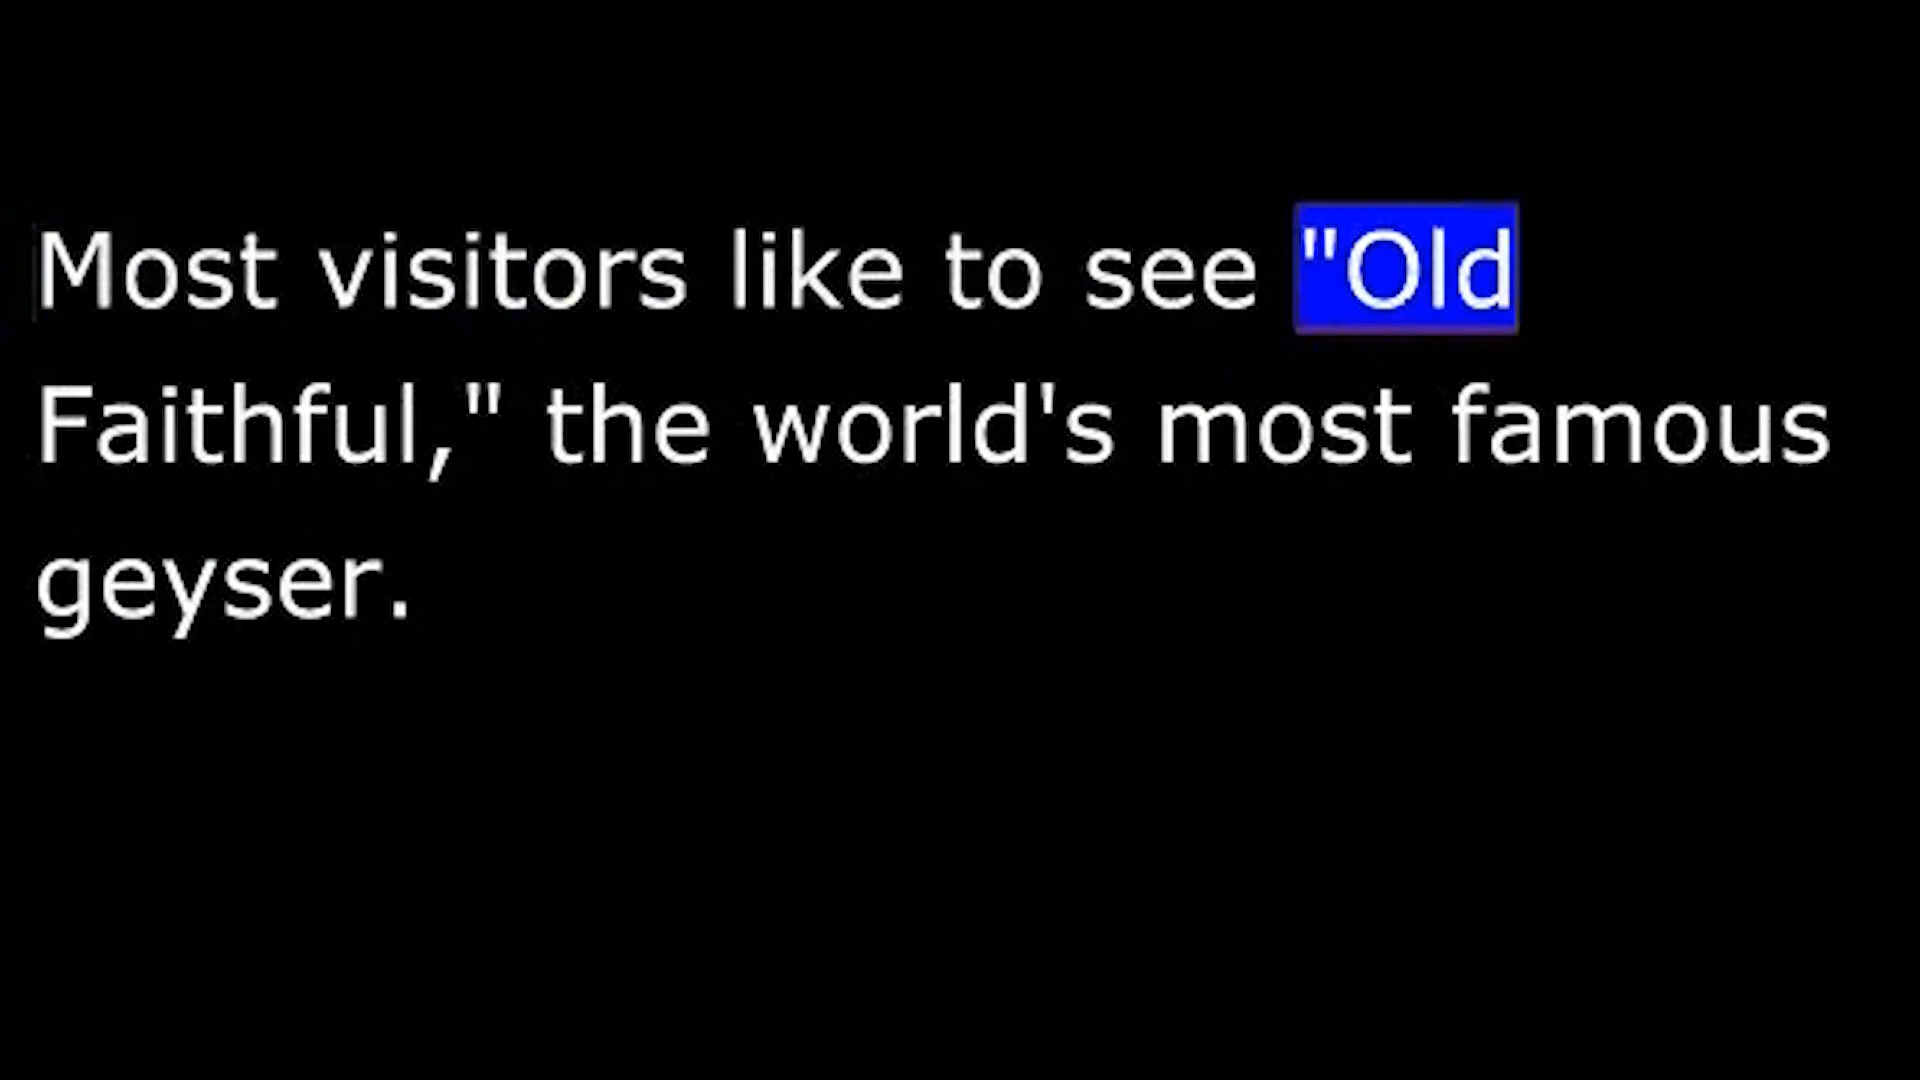 Most visitors like to see "Old
Faithful," the world's most famous
geyser.